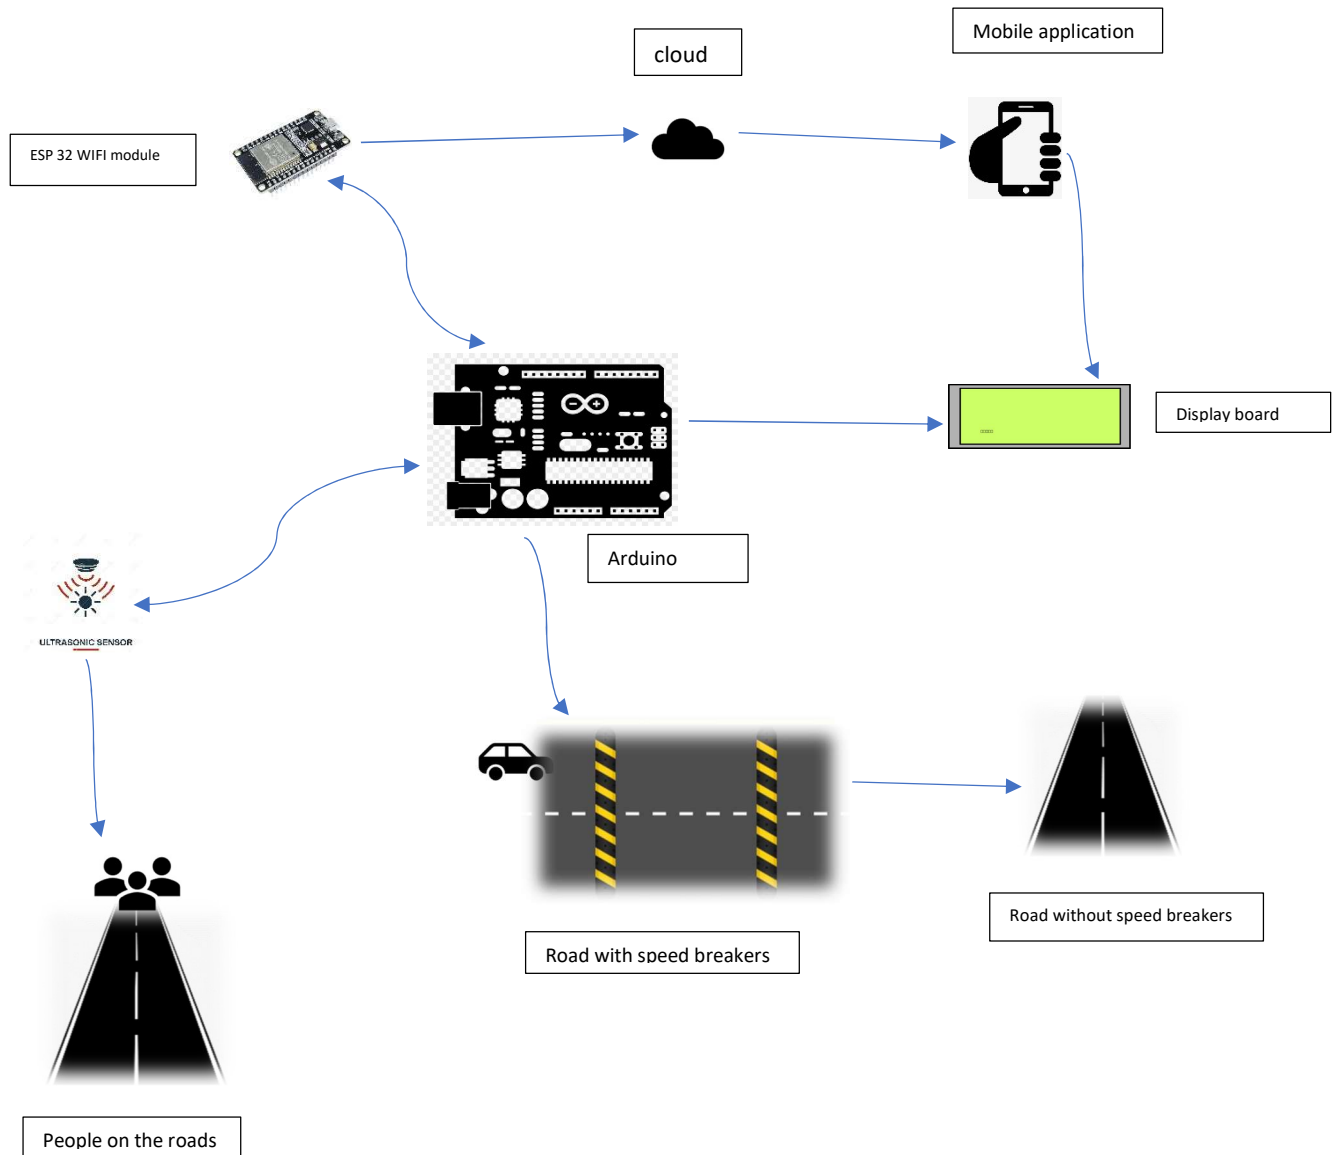 Mobile application
cloud
ESP 32 WIFI module
Display board
Arduino
ULTRASONIC SENSOR
Road without speed breakers
Road with speed breakers
People on the roads